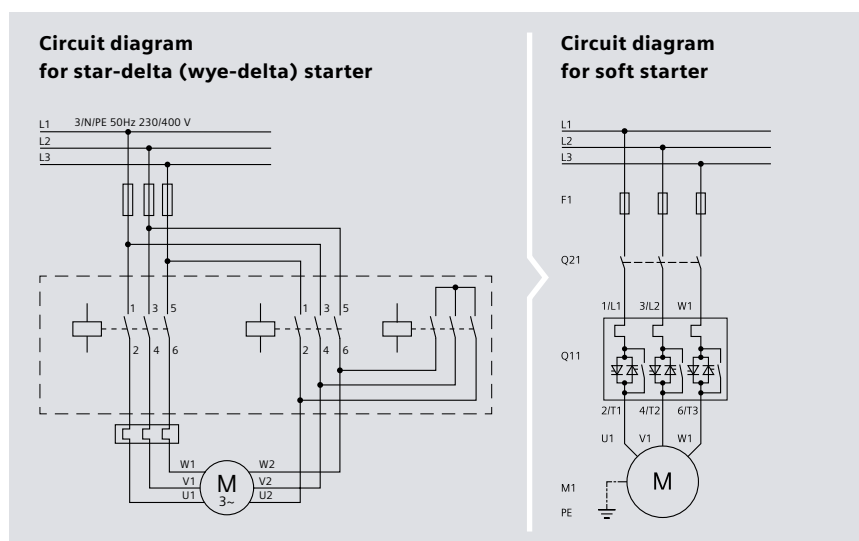 Circuit diagram
for star-delta (wye-delta) starter
L1 3/N/PE 50Hz 230/400 V
L2
L3
1 3 5
2 4 6
1 3 5
2 4 6
W1
V1
U1
M
3~
W2
V2
U2
Circuit diagram
for soft starter
L1
L2
L3
F1
Q21
1/L1 3/L2 W1
Q11
2/T1 4/T2 6/T3
U1 V1 W1
M
M1
PE